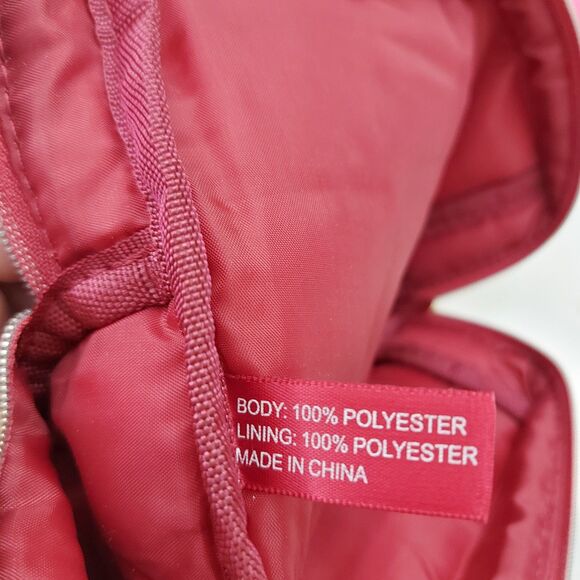 BODY: 100% POLYESTER
LINING: 100% POLYESTER
MADE IN CHINA